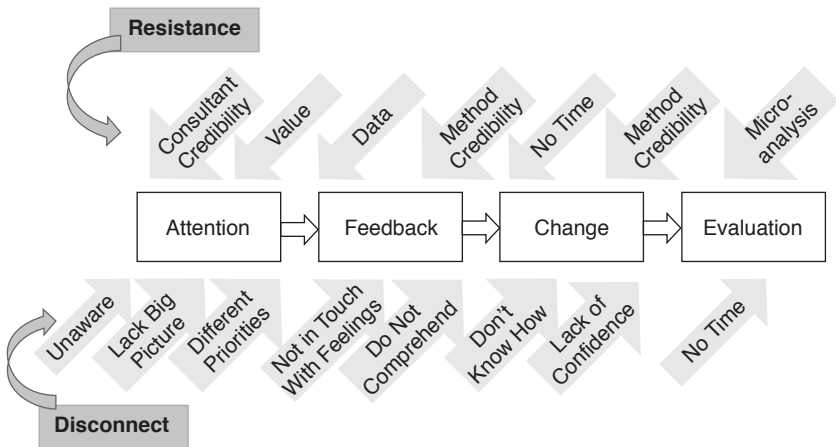 Resistance
Consultant
Credibility
Value
Data
Method
Credibility
No Time
Method
Credibility
Micro-
analysis
Attention
Feedback
Change
Evaluation
Unaware
Lack Big
Picture
Different
Priorities
Not in Touch
With Feelings
Do Not
Comprehend
Don't
Know How
Lack of
Confidence
No Time
Disconnect